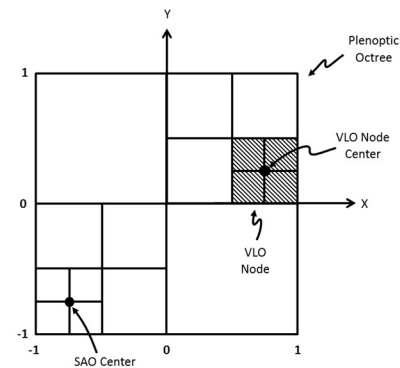 Y
Plenoptic
Octree
1
VLO Node
Center
0
X
VLO
Node
-1
-1
0
1
SAO Center